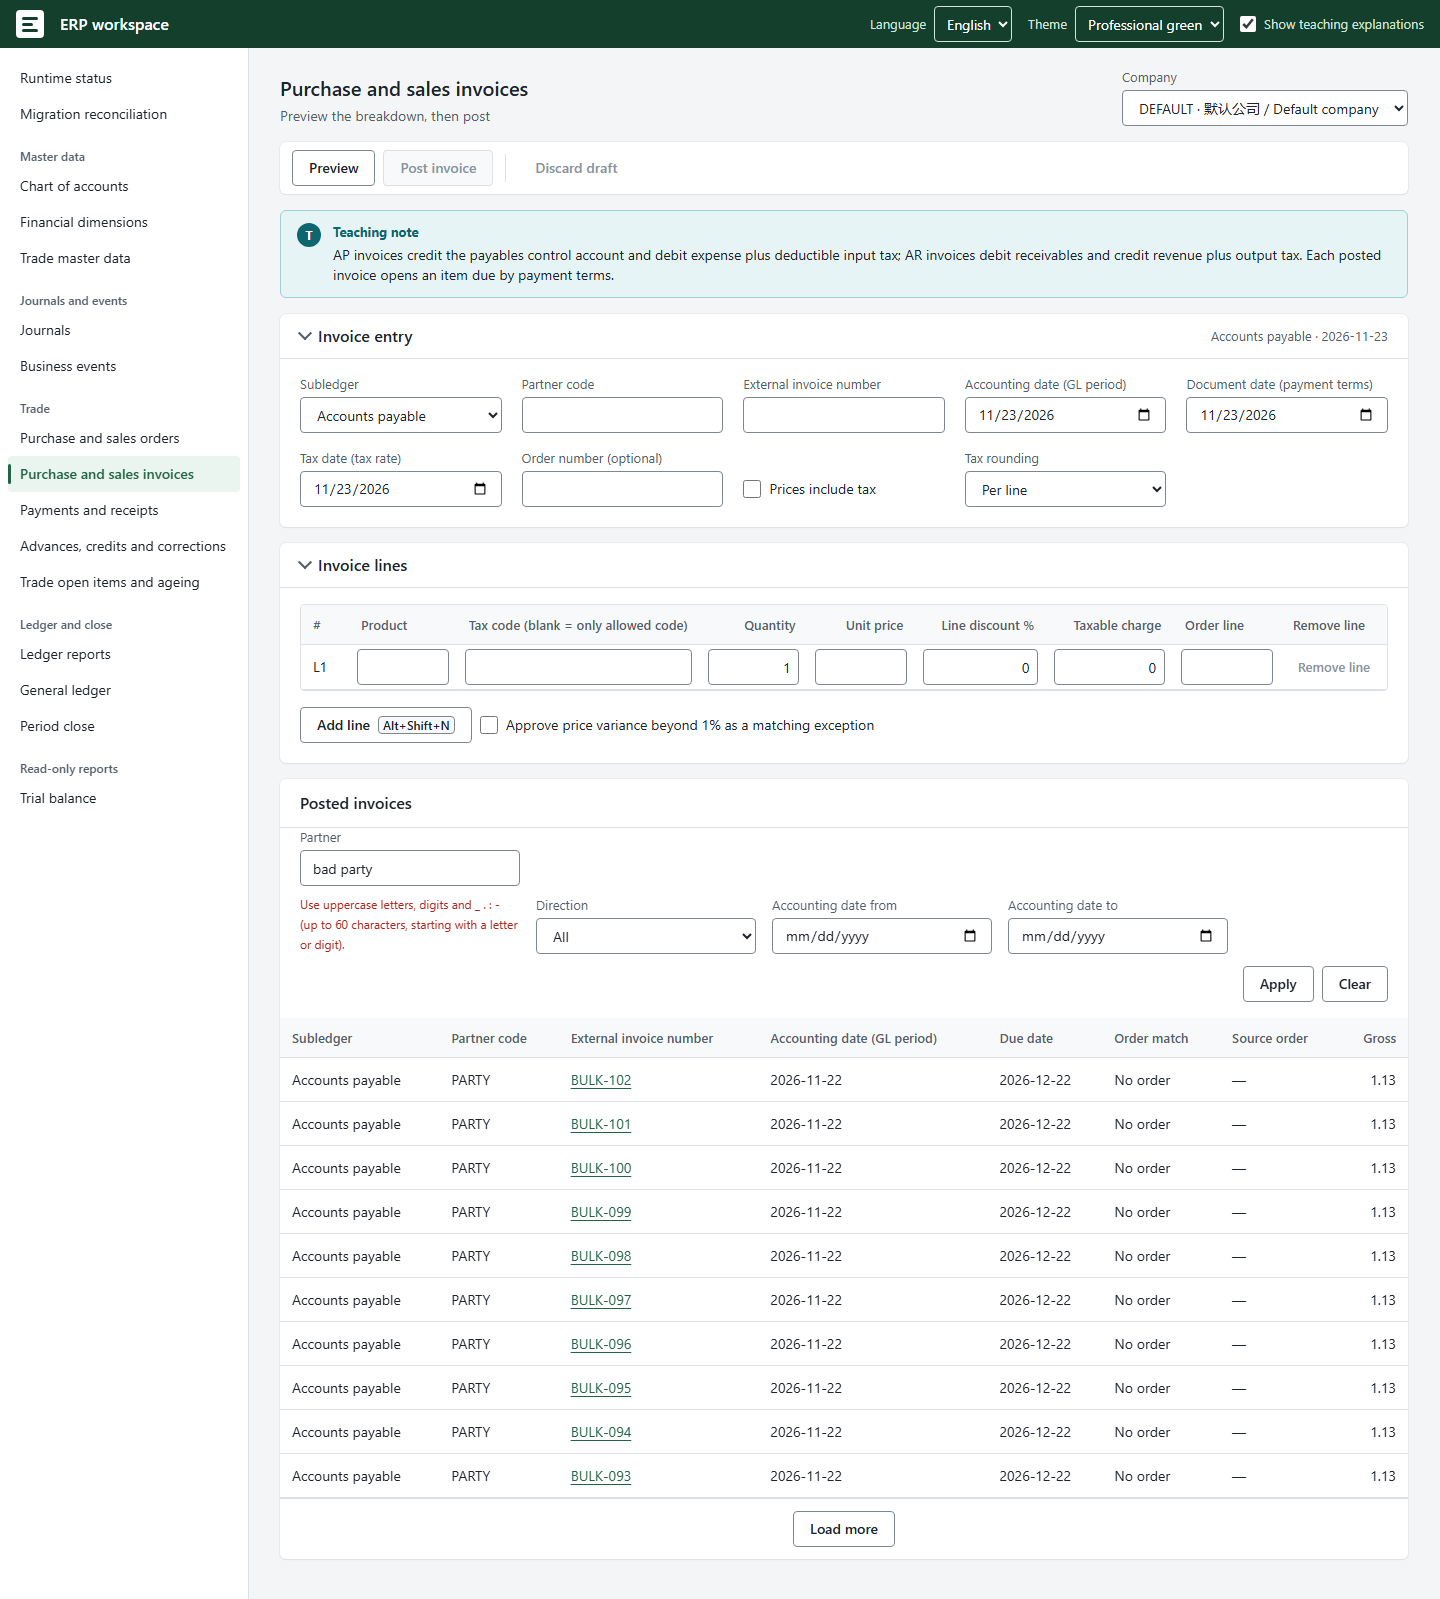 ERP workspace
Language English Theme Professional green Show teaching explanations
Runtime status
Migration reconciliation
Master data
Chart of accounts
Financial dimensions
Trade master data
Journals and events
Journals
Business events
Trade
Purchase and sales orders
Purchase and sales invoices
Payments and receipts
Advances, credits and corrections
Trade open items and ageing
Ledger and close
Ledger reports
General ledger
Period close
Read-only reports
Trial balance
Purchase and sales invoices
Preview the breakdown, then post
Company
DEFAULT · 默认公司 / Default company
Preview Post invoice Discard draft
T
Teaching note
AP invoices credit the payables control account and debit expense plus deductible input tax; AR invoices debit receivables and credit revenue plus output tax. Each posted
invoice opens an item due by payment terms.
Invoice entry Accounts payable · 2026-11-23
Subledger Partner code External invoice number Accounting date (GL period) Document date (payment terms)
Accounts payable 11/23/2026 11/23/2026
Tax date (tax rate) Order number (optional) Tax rounding
11/23/2026 Prices include tax Per line
Invoice lines
# Product Tax code (blank = only allowed code) Quantity Unit price Line discount % Taxable charge Order line Remove line
L1 1 0 0 Remove line
Add line Alt+Shift+N Approve price variance beyond 1% as a matching exception
Posted invoices
Partner
bad party
Use uppercase letters, digits and _ . : -
(up to 60 characters, starting with a letter
or digit).
Direction Accounting date from Accounting date to
All mm/dd/yyyy mm/dd/yyyy
Apply Clear
Subledger Partner code External invoice number Accounting date (GL period) Due date Order match Source order Gross
Accounts payable PARTY BULK-102 2026-11-22 2026-12-22 No order — 1.13
Accounts payable PARTY BULK-101 2026-11-22 2026-12-22 No order — 1.13
Accounts payable PARTY BULK-100 2026-11-22 2026-12-22 No order — 1.13
Accounts payable PARTY BULK-099 2026-11-22 2026-12-22 No order — 1.13
Accounts payable PARTY BULK-098 2026-11-22 2026-12-22 No order — 1.13
Accounts payable PARTY BULK-097 2026-11-22 2026-12-22 No order — 1.13
Accounts payable PARTY BULK-096 2026-11-22 2026-12-22 No order — 1.13
Accounts payable PARTY BULK-095 2026-11-22 2026-12-22 No order — 1.13
Accounts payable PARTY BULK-094 2026-11-22 2026-12-22 No order — 1.13
Accounts payable PARTY BULK-093 2026-11-22 2026-12-22 No order — 1.13
Load more